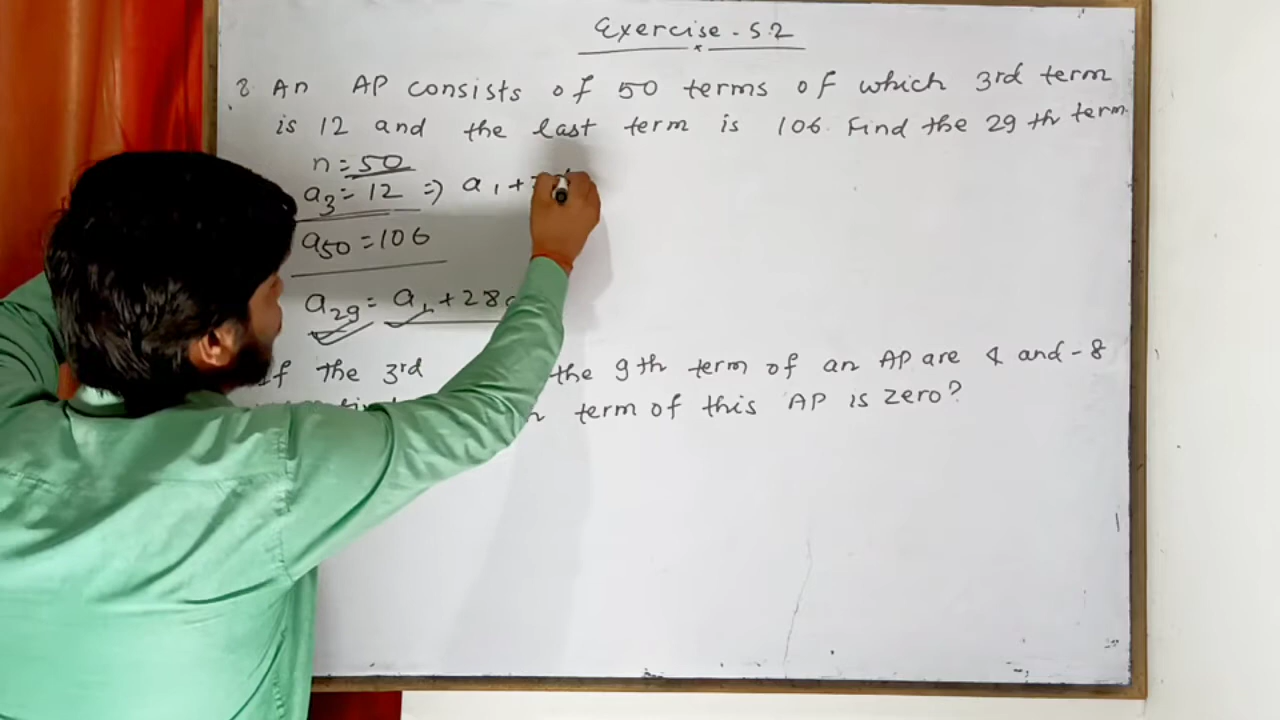 Exercise - 5.2
8 An AP consists of 50 terms of which 3rd term
is 12 and the last term is 106. Find the 29 th term.
n = 50
a3 = 12 => a1 +
a50 = 106
a29 = a1 + 28
If the 3rd the 9th term of an AP are 4 and -8
term of this AP is zero?